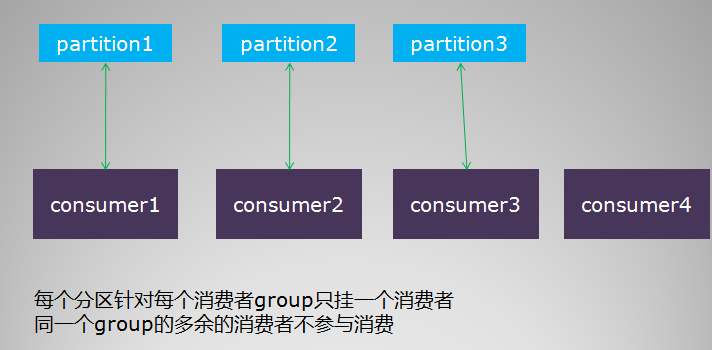 partition1 partition2 partition3
consumer1 consumer2 consumer3 consumer4
每个分区针对每个消费者group只挂一个消费者
同一个group的多余的消费者不参与消费